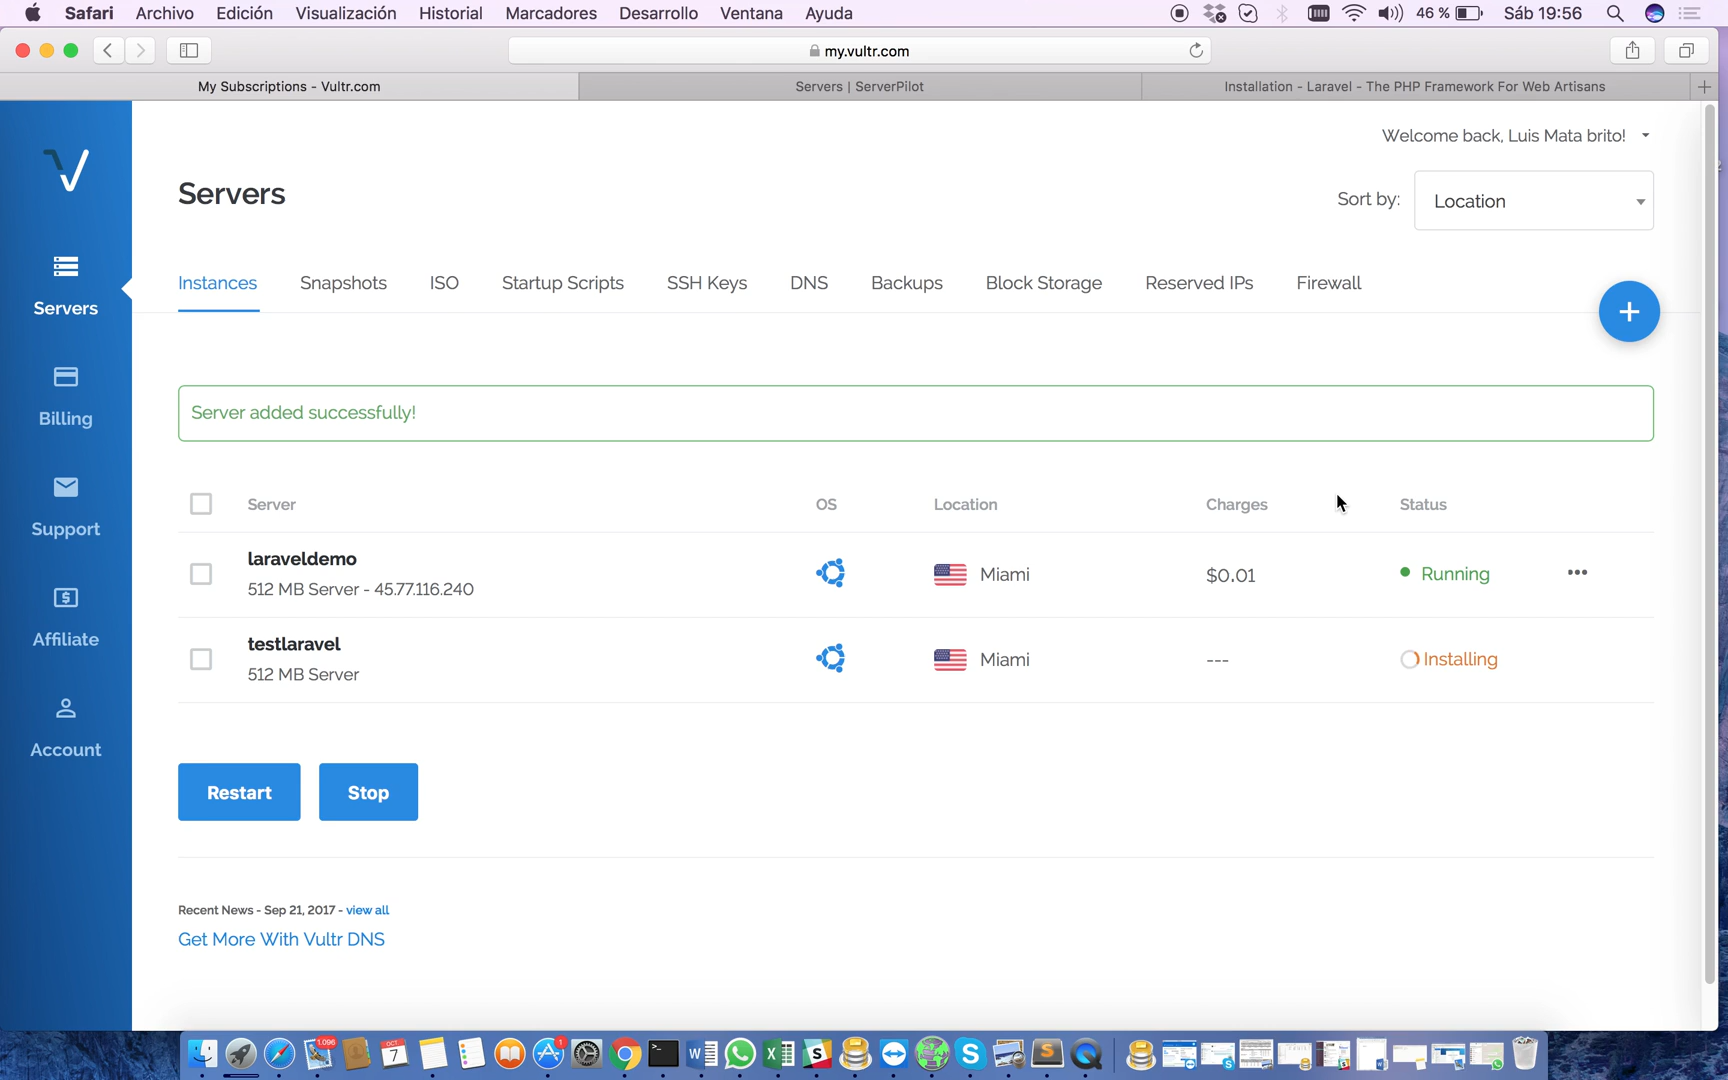 Safari Archivo Edición Visualización Historial Marcadores Desarrollo Ventana Ayuda 46 % Sáb 19:56
my.vultr.com
My Subscriptions - Vultr.com Servers | ServerPilot Installation - Laravel - The PHP Framework For Web Artisans
Welcome back, Luis Mata brito!
Servers
Sort by: Location
Instances Snapshots ISO Startup Scripts SSH Keys DNS Backups Block Storage Reserved IPs Firewall
Servers
Billing
Support
Affiliate
Account
Server added successfully!
Server OS Location Charges Status
laraveldemo
512 MB Server - 45.77.116.240 Miami $0.01 Running
testlaravel
512 MB Server Miami --- Installing
Restart Stop
Recent News - Sep 21, 2017 - view all
Get More With Vultr DNS
1.096
OCT
7
1